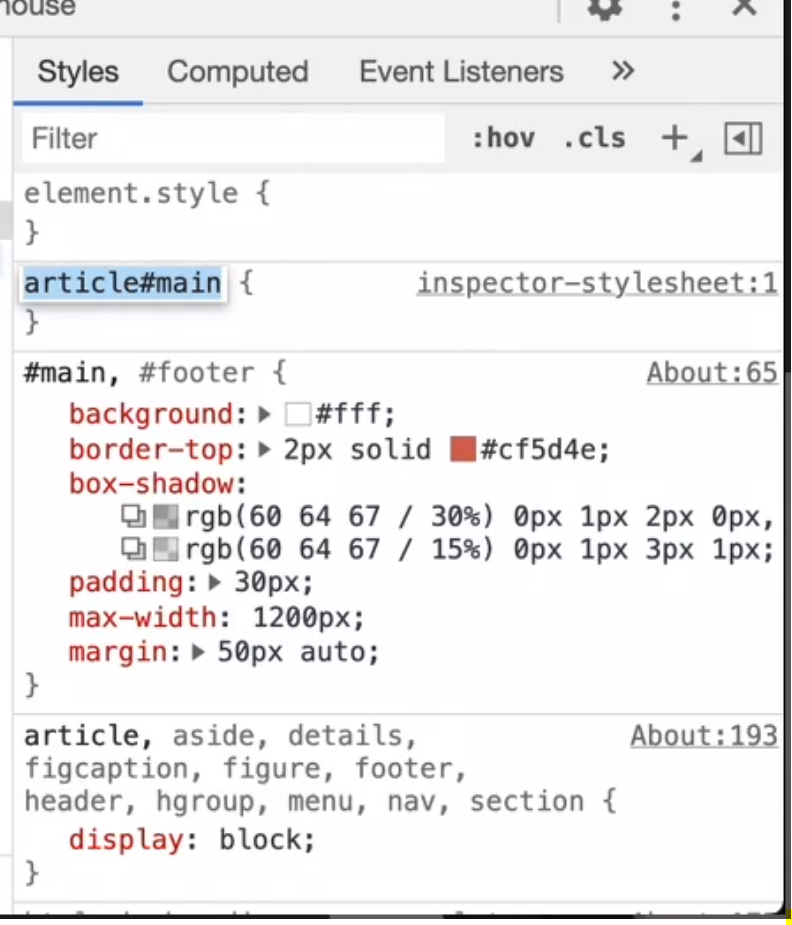 house
Styles Computed Event Listeners »
Filter :hov .cls +
element.style {
}
article#main { inspector-stylesheet:1
}
#main, #footer { About:65
background: #fff;
border-top: 2px solid #cf5d4e;
box-shadow:
rgb(60 64 67 / 30%) 0px 1px 2px 0px,
rgb(60 64 67 / 15%) 0px 1px 3px 1px;
padding: 30px;
max-width: 1200px;
margin: 50px auto;
}
article, aside, details, About:193
figcaption, figure, footer,
header, hgroup, menu, nav, section {
display: block;
}